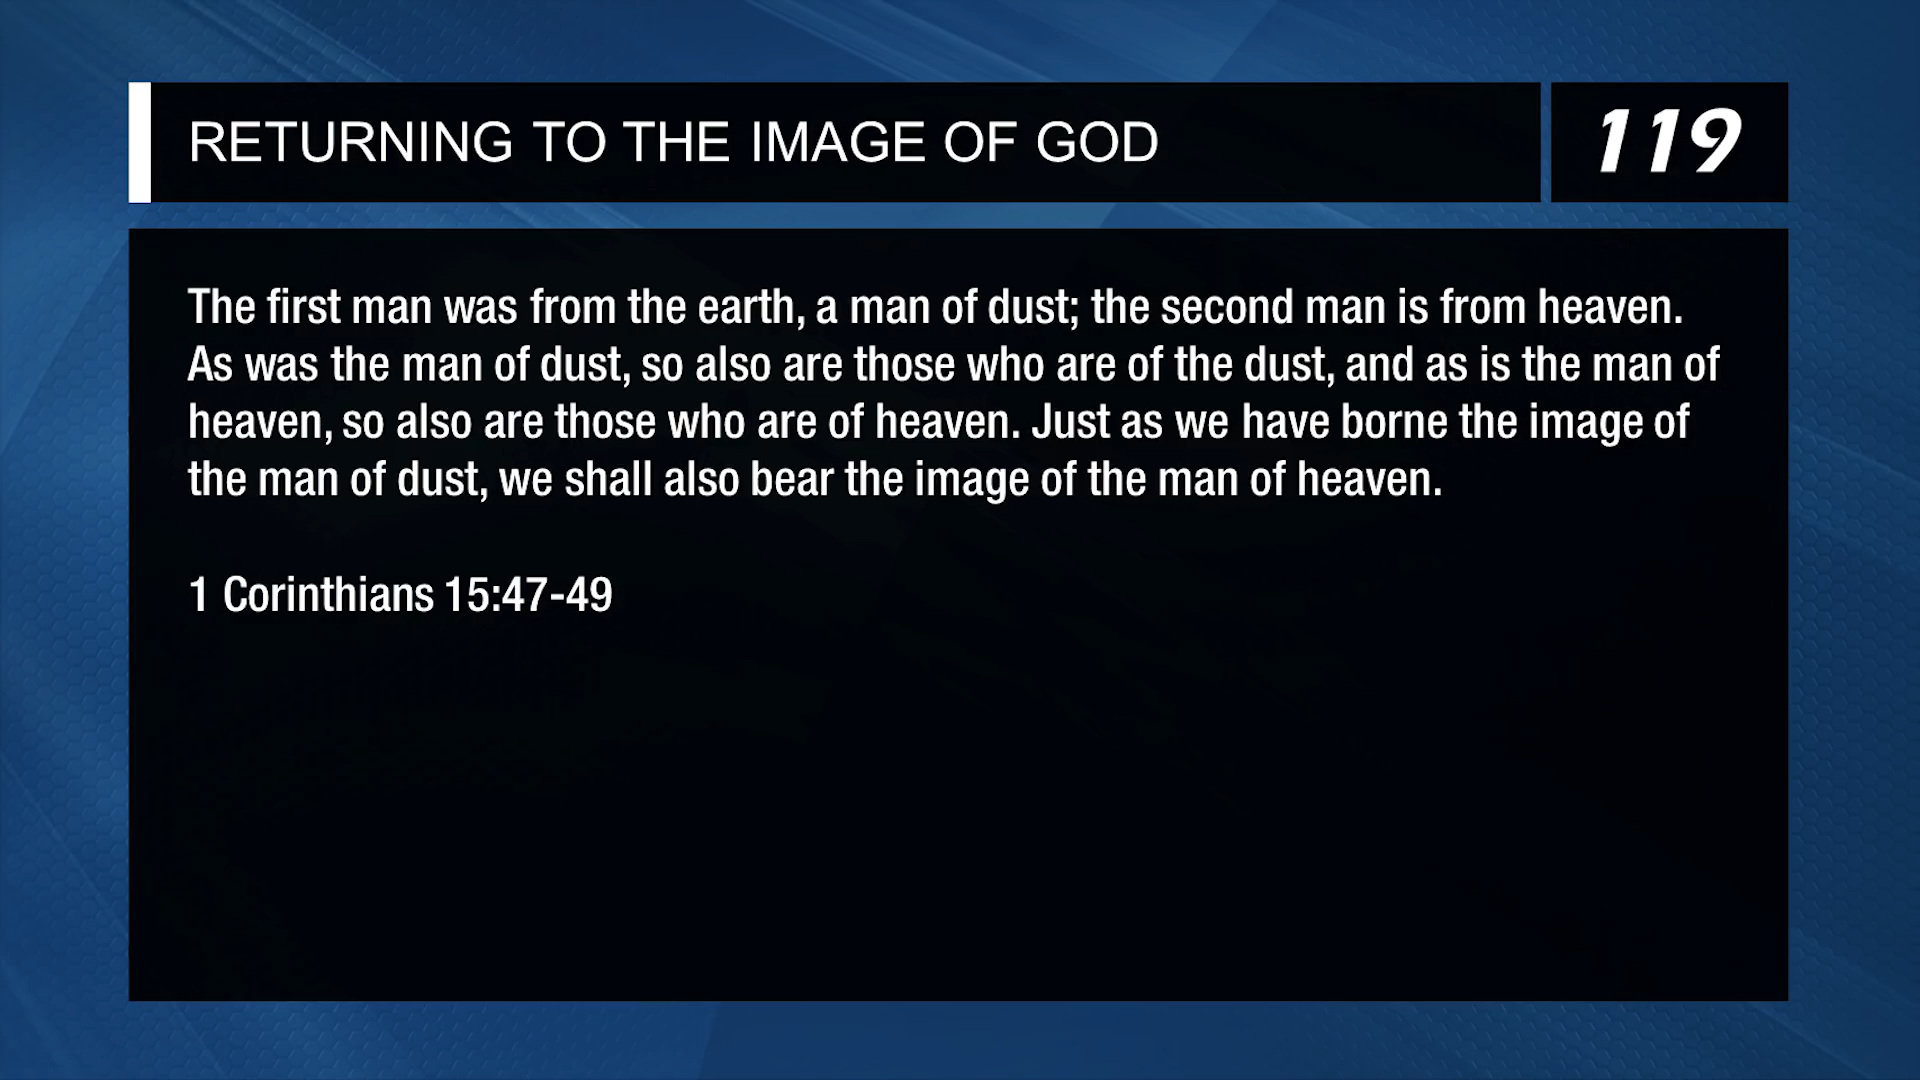 RETURNING TO THE IMAGE OF GOD
119
The first man was from the earth, a man of dust; the second man is from heaven.
As was the man of dust, so also are those who are of the dust, and as is the man of
heaven, so also are those who are of heaven. Just as we have borne the image of
the man of dust, we shall also bear the image of the man of heaven.
1 Corinthians 15:47-49